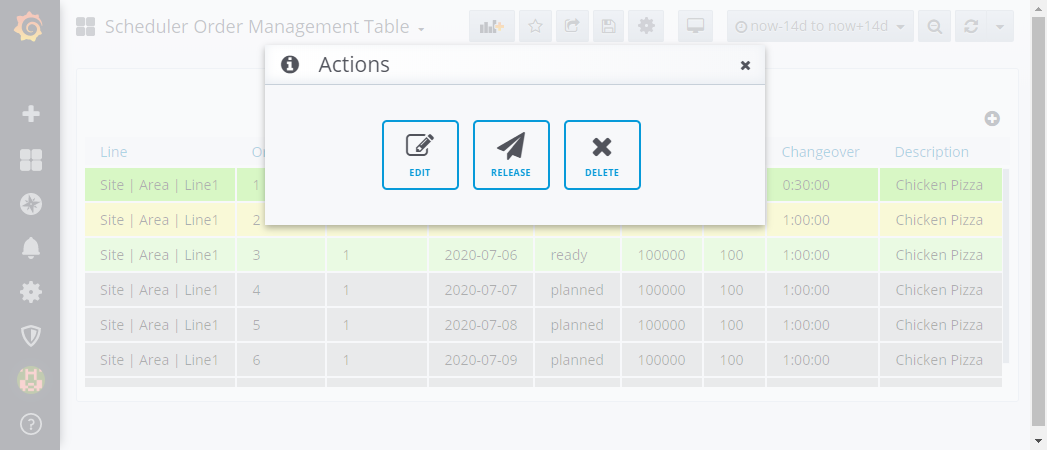 Scheduler Order Management Table
now-14d to now+14d
Actions
EDIT RELEASE DELETE
Line Changeover Description
Site | Area | Line1 1 0:30:00 Chicken Pizza
Site | Area | Line1 2 1:00:00 Chicken Pizza
Site | Area | Line1 3 1 2020-07-06 ready 100000 100 1:00:00 Chicken Pizza
Site | Area | Line1 4 1 2020-07-07 planned 100000 100 1:00:00 Chicken Pizza
Site | Area | Line1 5 1 2020-07-08 planned 100000 100 1:00:00 Chicken Pizza
Site | Area | Line1 6 1 2020-07-09 planned 100000 100 1:00:00 Chicken Pizza